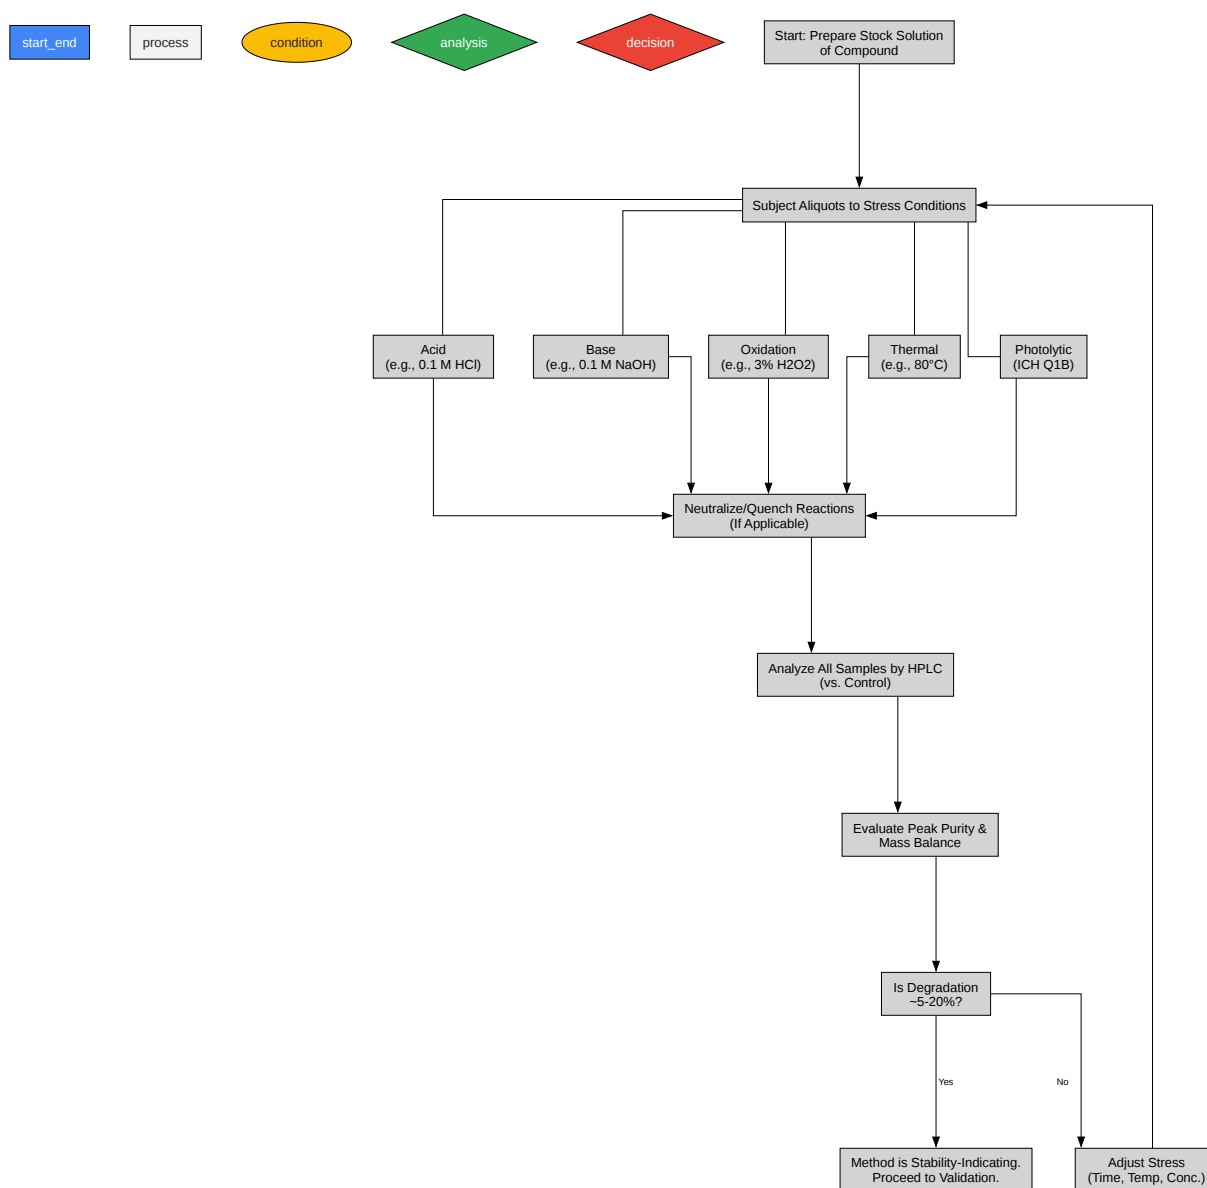 start_end
process
condition
analysis
decision
Start: Prepare Stock Solution
of Compound
Subject Aliquots to Stress Conditions
Acid
(e.g., 0.1 M HCl)
Base
(e.g., 0.1 M NaOH)
Oxidation
(e.g., 3% H2O2)
Thermal
(e.g., 80°C)
Photolytic
(ICH Q1B)
Neutralize/Quench Reactions
(If Applicable)
Analyze All Samples by HPLC
(vs. Control)
Evaluate Peak Purity &
Mass Balance
Is Degradation
~5-20%?
Yes
No
Method is Stability-Indicating.
Proceed to Validation.
Adjust Stress
(Time, Temp, Conc.)